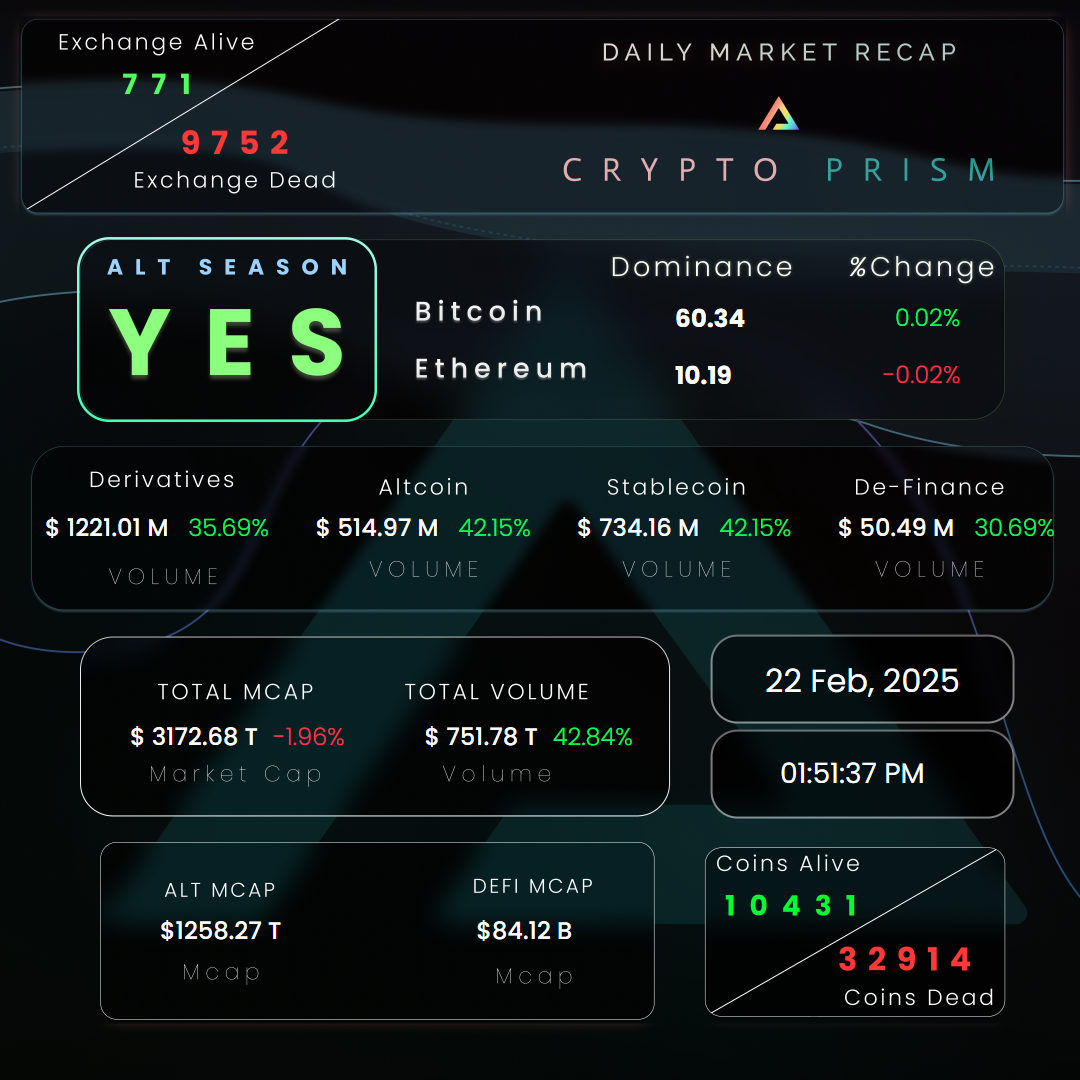 Exchange Alive
771
9752
Exchange Dead
DAILY MARKET RECAP
CRYPTO PRISM
ALT SEASON
YES
Dominance %Change
Bitcoin 60.34 0.02%
Ethereum 10.19 -0.02%
Derivatives Altcoin Stablecoin De-Finance
$ 1221.01 M 35.69% $ 514.97 M 42.15% $ 734.16 M 42.15% $ 50.49 M 30.69%
VOLUME VOLUME VOLUME VOLUME
TOTAL MCAP TOTAL VOLUME
$ 3172.68 T -1.96% $ 751.78 T 42.84%
Market Cap Volume
22 Feb, 2025
01:51:37 PM
ALT MCAP DEFI MCAP
$1258.27 T $84.12 B
Mcap Mcap
Coins Alive
10431
32914
Coins Dead